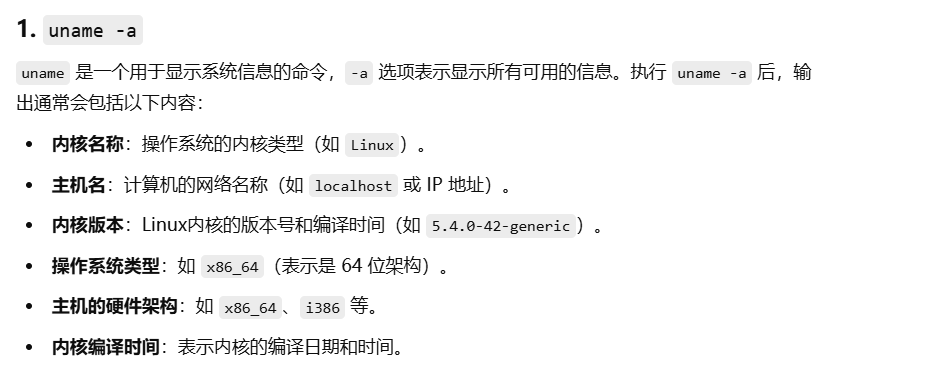 1. uname -a
uname 是一个用于显示系统信息的命令，-a 选项表示显示所有可用的信息。执行 uname -a 后，输
出通常会包括以下内容：
• 内核名称：操作系统的内核类型（如 Linux）。
• 主机名：计算机的网络名称（如 localhost 或 IP 地址）。
• 内核版本：Linux内核的版本号和编译时间（如 5.4.0-42-generic）。
• 操作系统类型：如 x86_64（表示是 64 位架构）。
• 主机的硬件架构：如 x86_64、i386 等。
• 内核编译时间：表示内核的编译日期和时间。